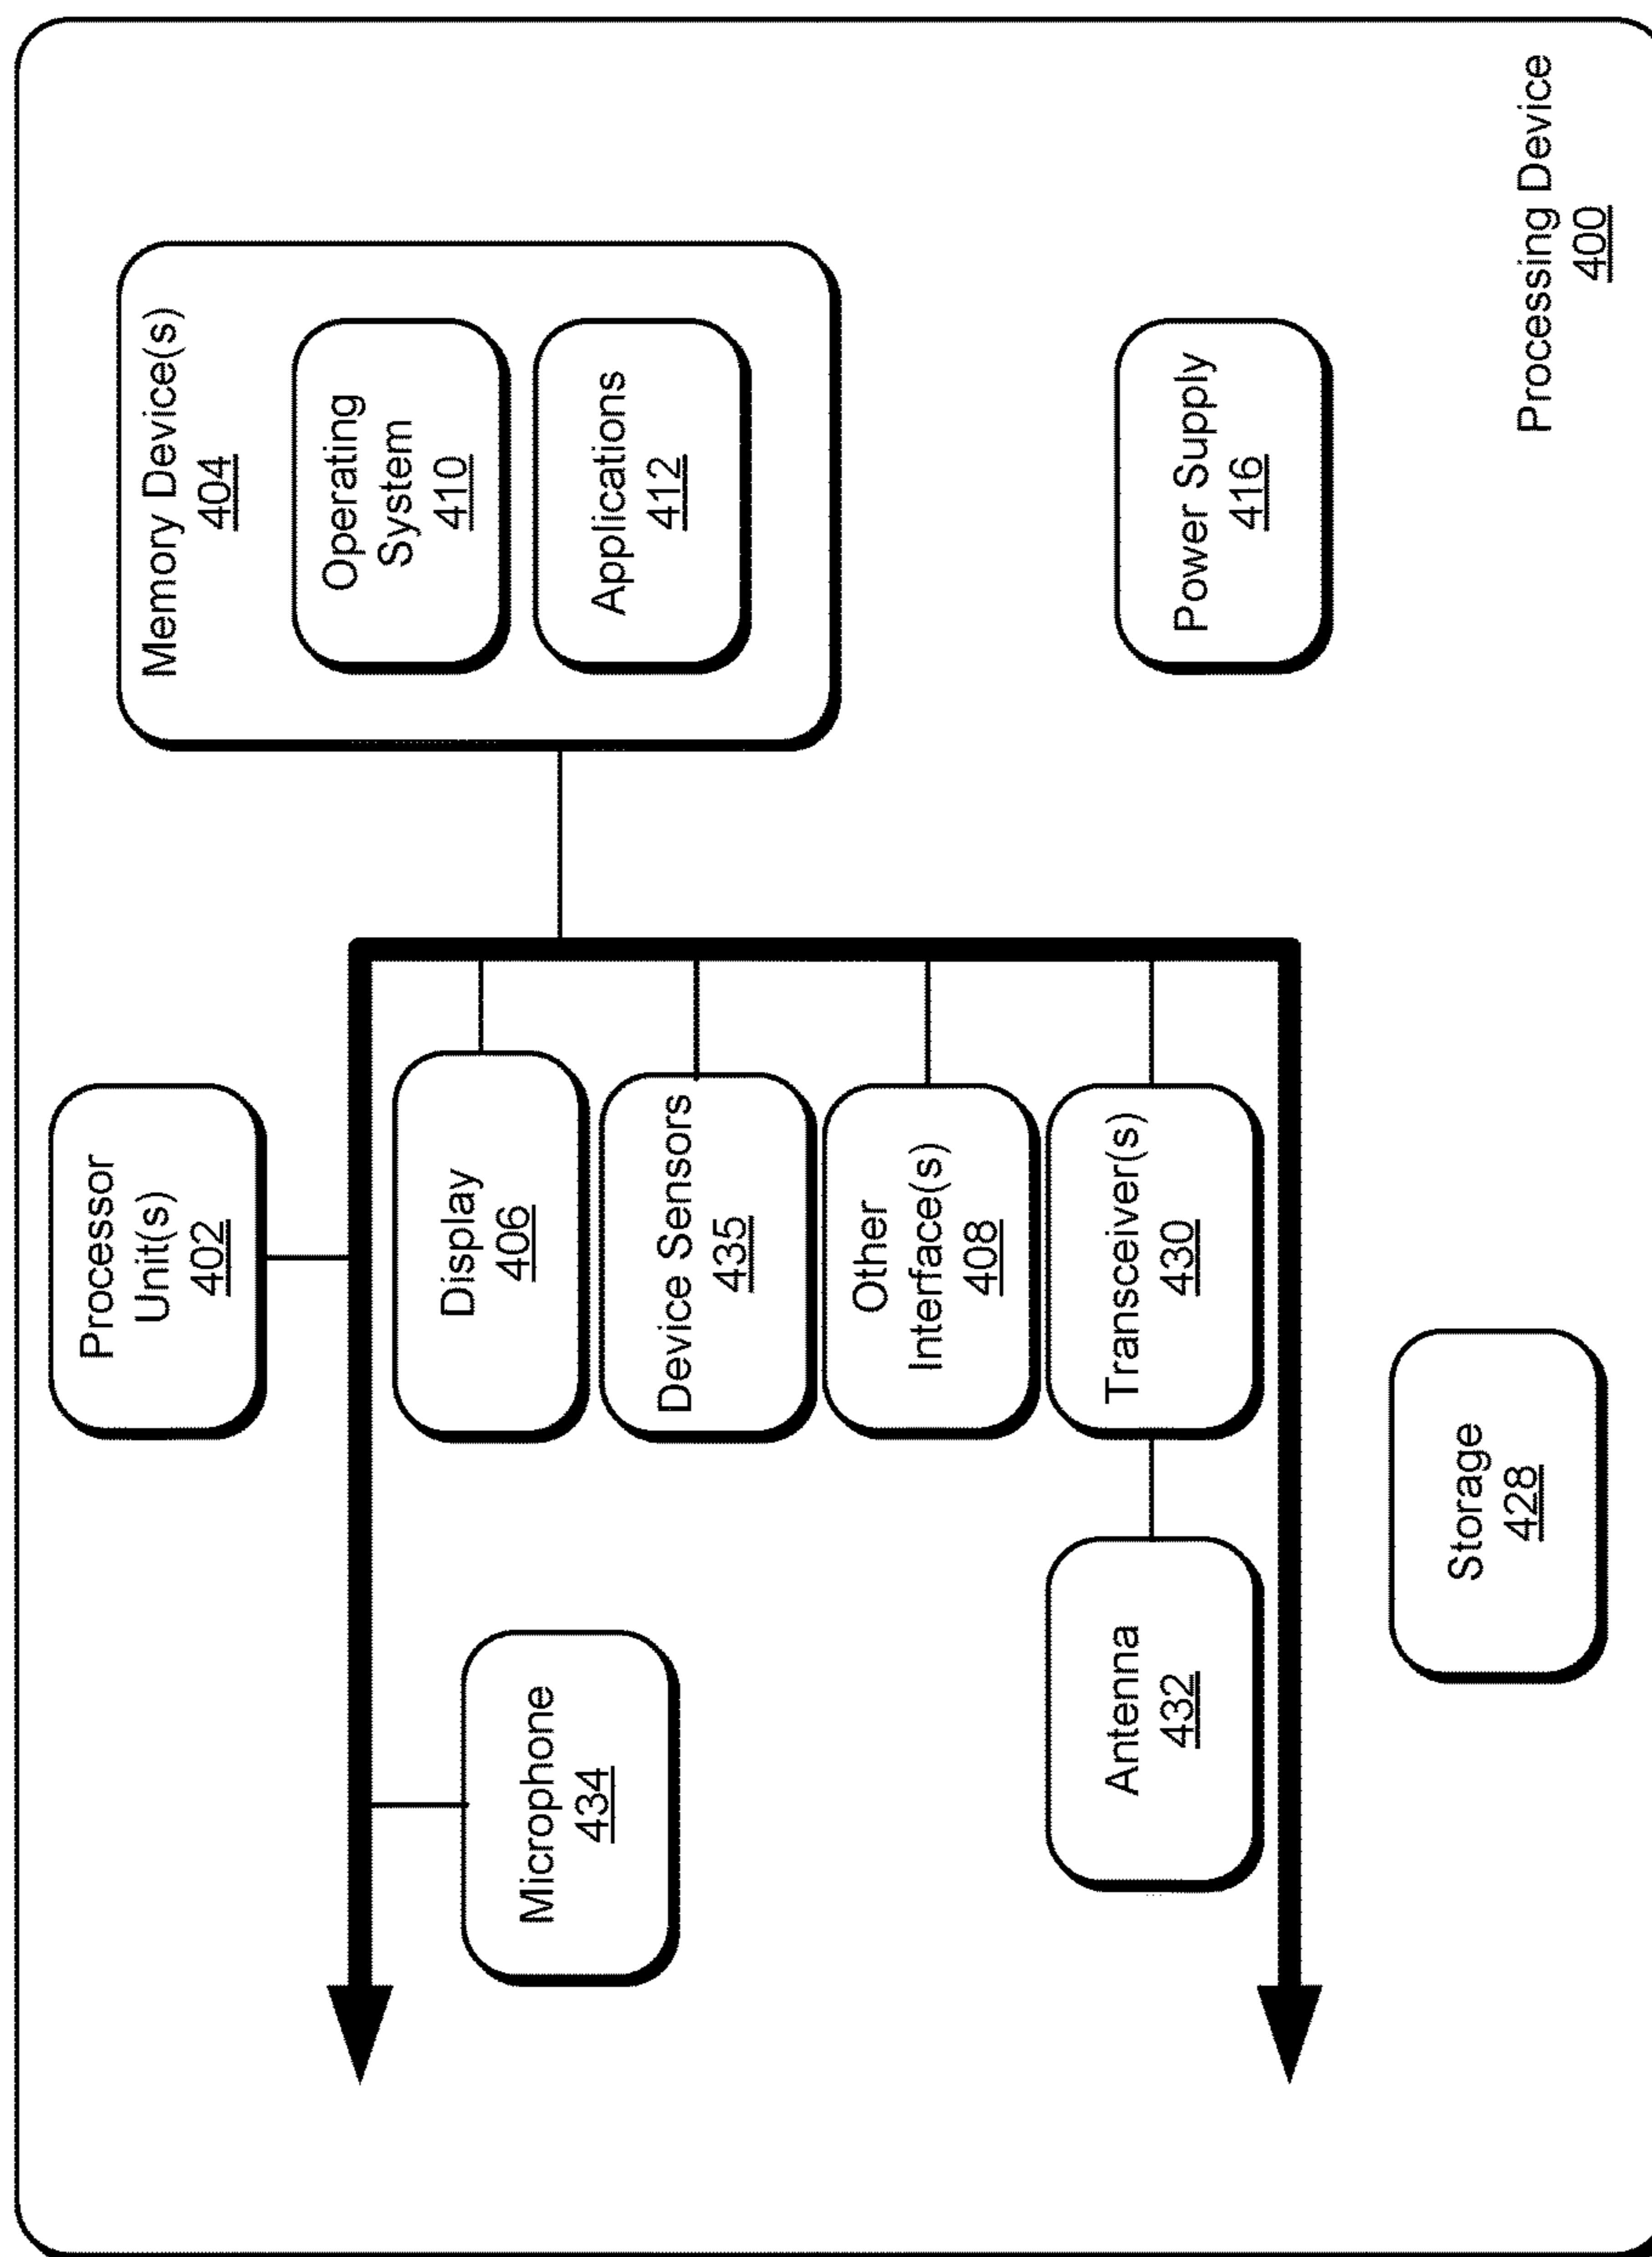 Processor
Unit(s)
402
Memory Device(s)
404
Operating
System
410
Display
406
Microphone
434
Applications
412
Device Sensors
435
Other
Interface(s)
408
Antenna
432
Transceiver(s)
430
Power Supply
416
Storage
428
Processing Device
400